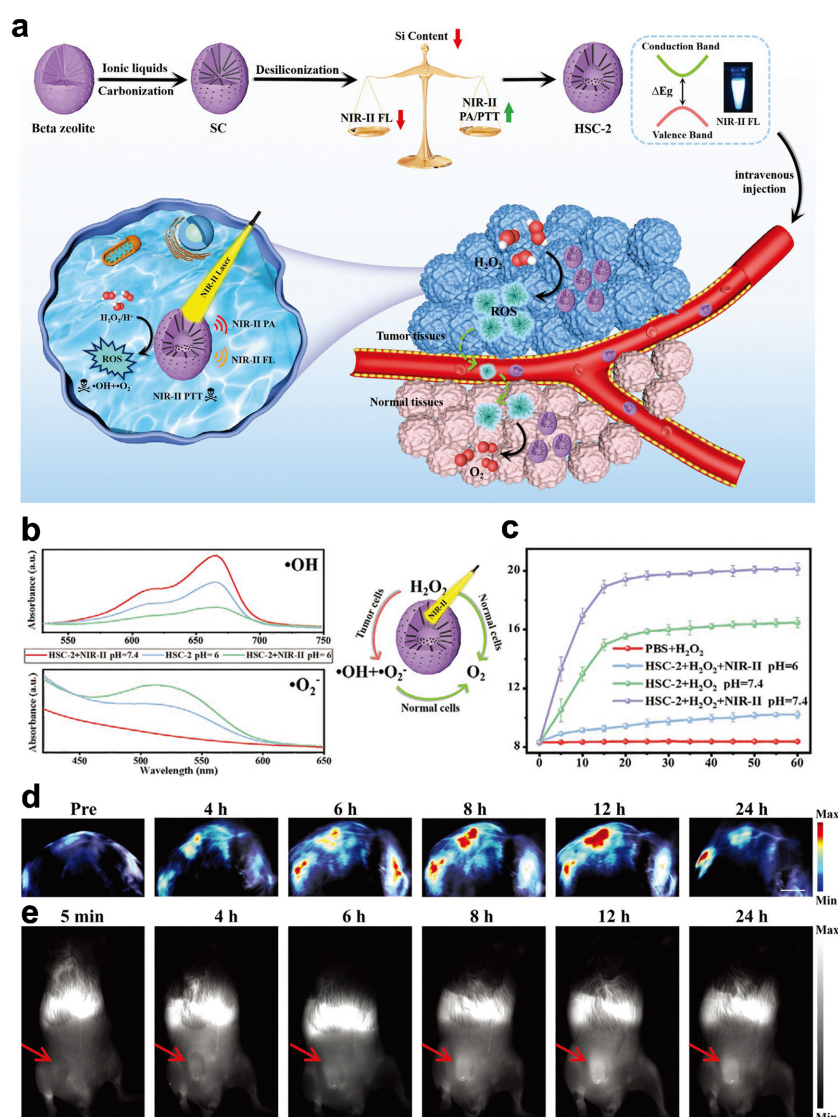 a
Si Content
Ionic liquids
Carbonization
Desiliconization
NIR-II FL
NIR-II
PA/PTT
Beta zeolite
SC
HSC-2
Conduction Band
ΔEg
Valence Band
NIR-II FL
intravenous
injection
NIR-II Laser
H₂O₂/H⁺
ROS
•OH+•O₂
NIR-II PA
NIR-II FL
NIR-II PTT
H₂O₂
ROS
Tumor tissues
Normal tissues
O₂
b
Absorbance (a.u.)
•OH
550 600 650 700 750
HSC-2+NIR-II pH=7.4 HSC-2 pH=6 HSC-2+NIR-II pH=6
Absorbance (a.u.)
•O₂⁻
450 500 550 600 650
Wavelength (nm)
H₂O₂
NIR-II
Tumor cells
Normal cells
•OH+•O₂⁻
O₂
Normal cells
c
20
16
12
8
PBS+H₂O₂
HSC-2+H₂O₂+NIR-II pH=6
HSC-2+H₂O₂ pH=7.4
HSC-2+H₂O₂+NIR-II pH=7.4
0 10 20 30 40 50 60
d
Pre 4 h 6 h 8 h 12 h 24 h
Max
Min
e
5 min 4 h 6 h 8 h 12 h 24 h
Max
Min